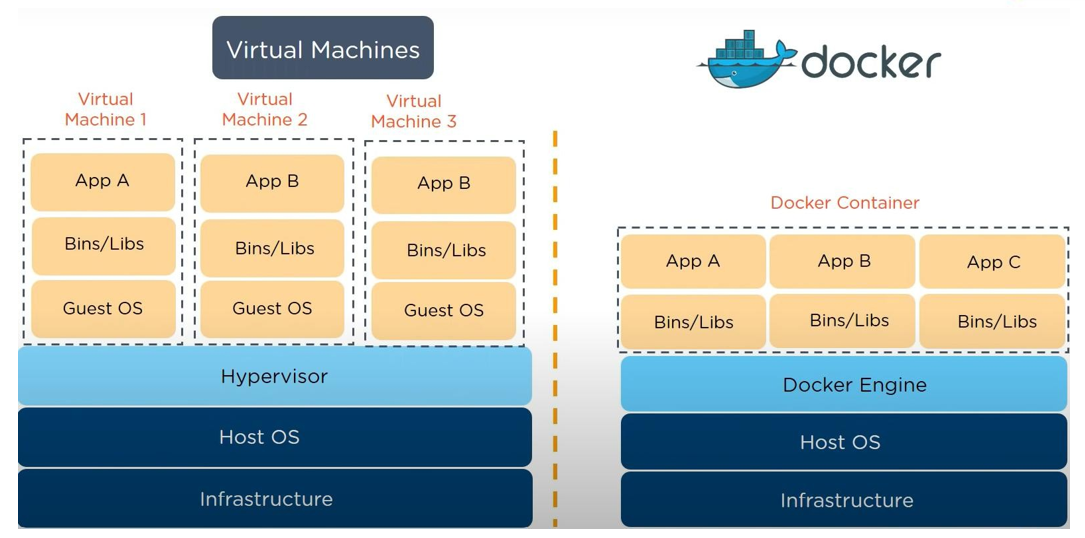 Virtual Machines
docker
Virtual
Machine 1
Virtual
Machine 2
Virtual
Machine 3
App A
App B
App B
Bins/Libs
Bins/Libs
Bins/Libs
Guest OS
Guest OS
Guest OS
Hypervisor
Host OS
Infrastructure
Docker Container
App A
App B
App C
Bins/Libs
Bins/Libs
Bins/Libs
Docker Engine
Host OS
Infrastructure